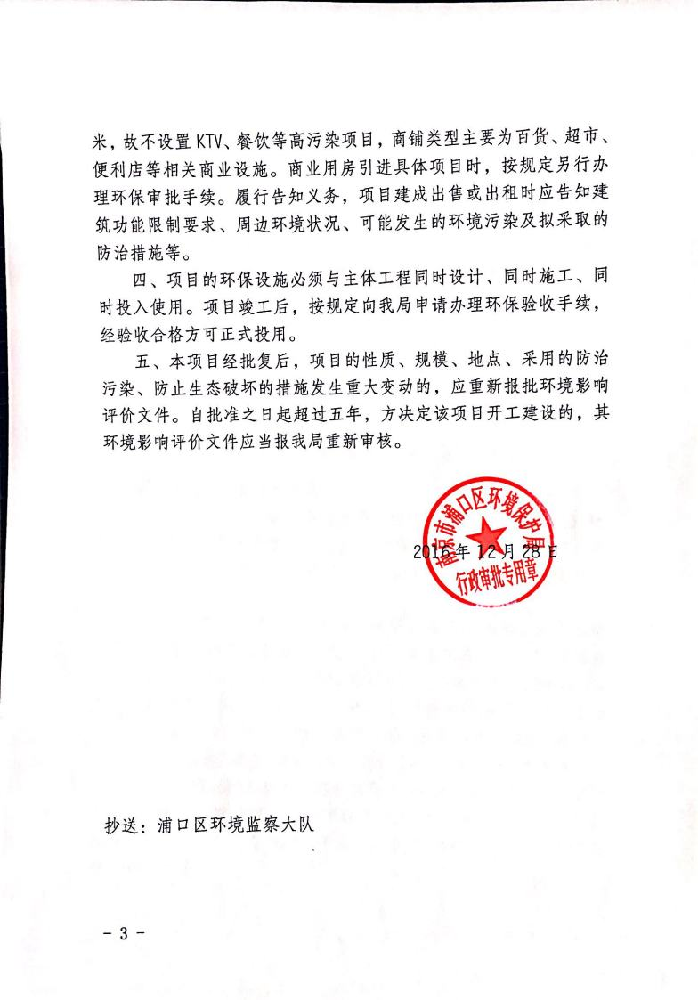 米，故不设置 KTV、餐饮等高污染项目，商铺类型主要为百货、超市、
便利店等相关商业设施。商业用房引进具体项目时，按规定另行办
理环保审批手续。履行告知义务，项目建成出售或出租时应告知建
筑功能限制要求、周边环境状况、可能发生的环境污染及拟采取的
防治措施等。
四、项目的环保设施必须与主体工程同时设计、同时施工、同
时投入使用。项目竣工后，按规定向我局申请办理环保验收手续，
经验收合格方可正式投用。
五、本项目经批复后，项目的性质、规模、地点、采用的防治
污染、防止生态破坏的措施发生重大变动的，应重新报批环境影响
评价文件。自批准之日起超过五年，方决定该项目开工建设的，其
环境影响评价文件应当报我局重新审核。
南京市浦口区环境保护局
2016年12月28日
行政审批专用章
抄送：浦口区环境监察大队
- 3 -